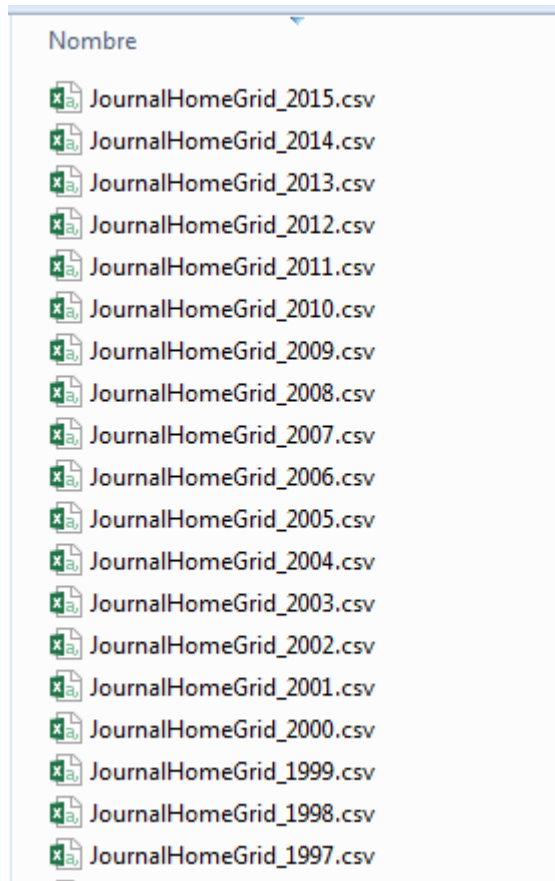 Nombre
JournalHomeGrid_2015.csv
JournalHomeGrid_2014.csv
JournalHomeGrid_2013.csv
JournalHomeGrid_2012.csv
JournalHomeGrid_2011.csv
JournalHomeGrid_2010.csv
JournalHomeGrid_2009.csv
JournalHomeGrid_2008.csv
JournalHomeGrid_2007.csv
JournalHomeGrid_2006.csv
JournalHomeGrid_2005.csv
JournalHomeGrid_2004.csv
JournalHomeGrid_2003.csv
JournalHomeGrid_2002.csv
JournalHomeGrid_2001.csv
JournalHomeGrid_2000.csv
JournalHomeGrid_1999.csv
JournalHomeGrid_1998.csv
JournalHomeGrid_1997.csv